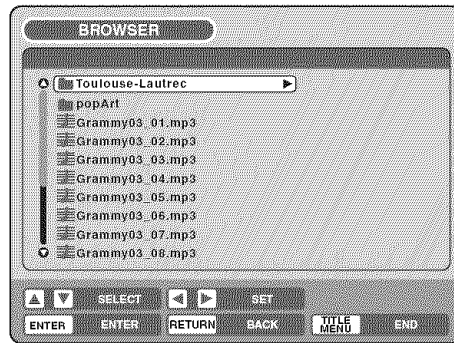 BROWSER
Toulouse-Lautrec
popArt
Grammy03_01.mp3
Grammy03_02.mp3
Grammy03_03.mp3
Grammy03_04.mp3
Grammy03_05.mp3
Grammy03_06.mp3
Grammy03_07.mp3
Grammy03_08.mp3
SELECT SET
ENTER ENTER RETURN BACK TITLE MENU END